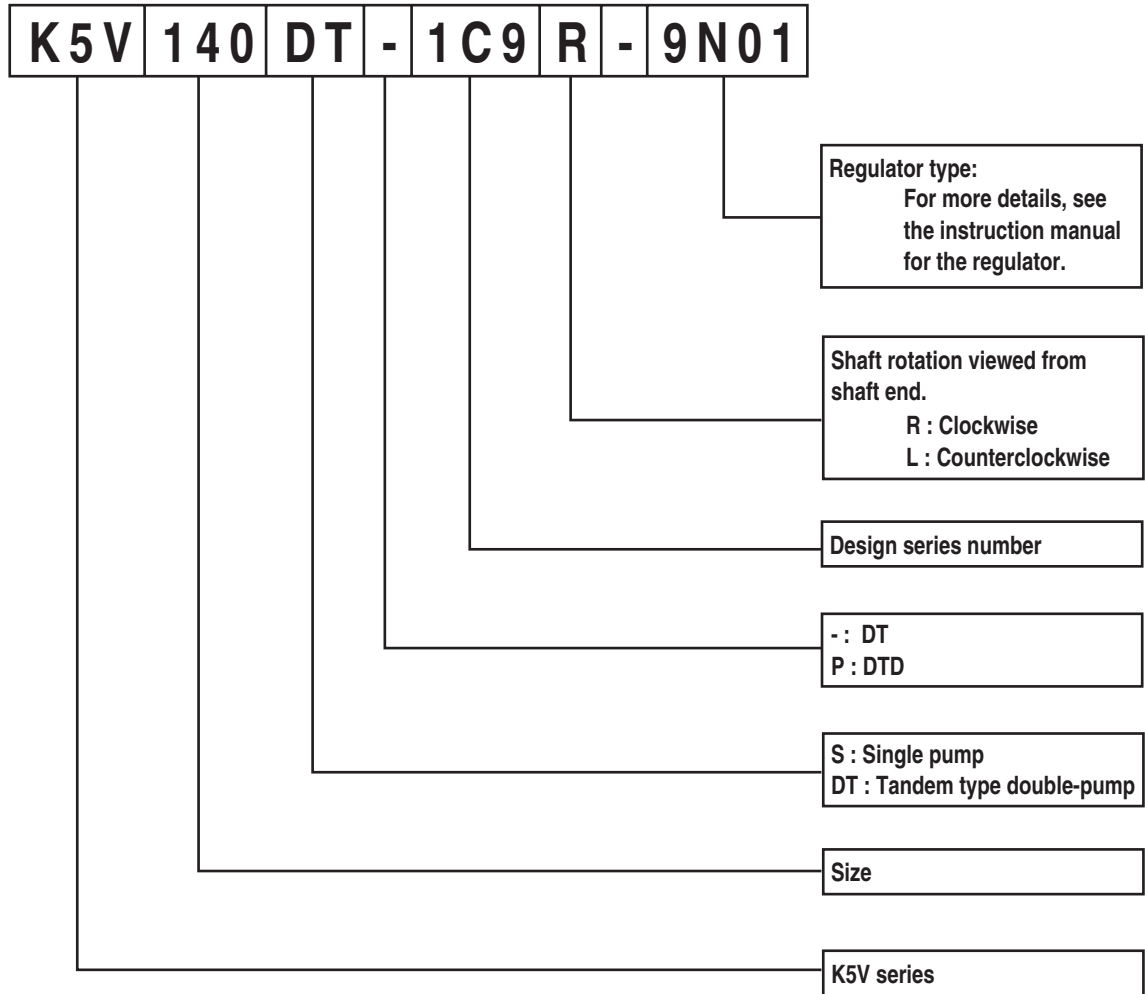 K5V 140 DT - 1C9 R - 9N01
Regulator type:
For more details, see
the instruction manual
for the regulator.
Shaft rotation viewed from
shaft end.
R : Clockwise
L : Counterclockwise
Design series number
- : DT
P : DTD
S : Single pump
DT : Tandem type double-pump
Size
K5V series